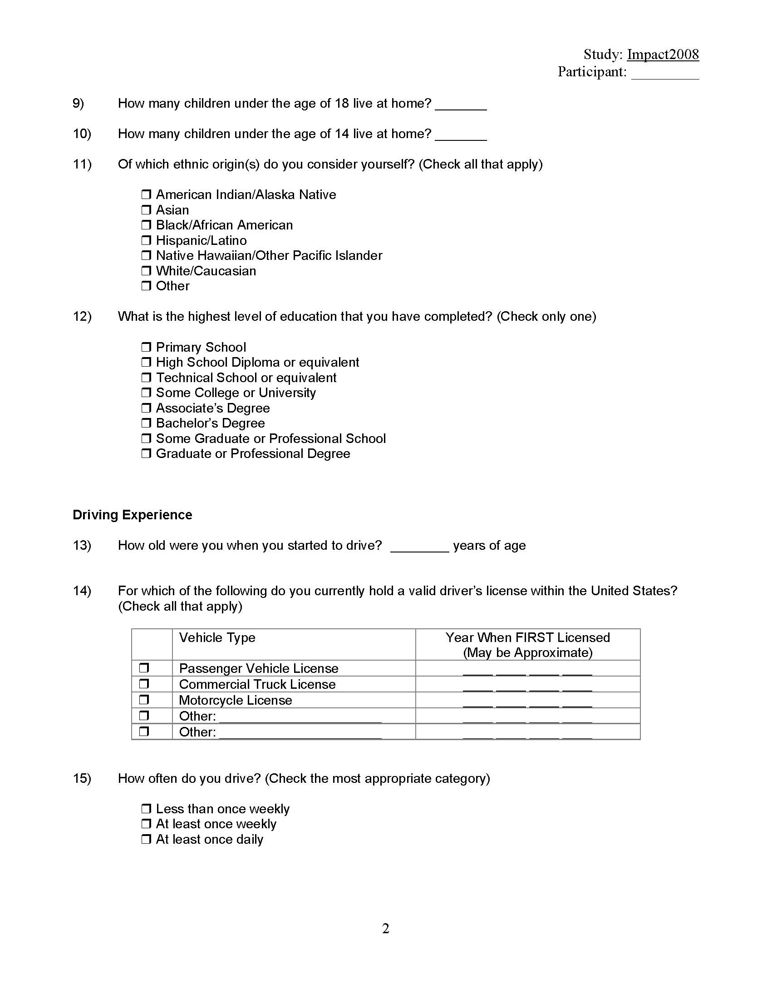 Study: Impact2008
Participant: _________
9) How many children under the age of 18 live at home? _______
10) How many children under the age of 14 live at home? _______
11) Of which ethnic origin(s) do you consider yourself? (Check all that apply)
❒ American Indian/Alaska Native
❒ Asian
❒ Black/African American
❒ Hispanic/Latino
❒ Native Hawaiian/Other Pacific Islander
❒ White/Caucasian
❒ Other
12) What is the highest level of education that you have completed? (Check only one)
❒ Primary School
❒ High School Diploma or equivalent
❒ Technical School or equivalent
❒ Some College or University
❒ Associate’s Degree
❒ Bachelor’s Degree
❒ Some Graduate or Professional School
❒ Graduate or Professional Degree
Driving Experience
13) How old were you when you started to drive? ________ years of age
14) For which of the following do you currently hold a valid driver’s license within the United States?
(Check all that apply)
Vehicle Type Year When FIRST Licensed
(May be Approximate)
❒ Passenger Vehicle License ____ ____ ____ ____
❒ Commercial Truck License ____ ____ ____ ____
❒ Motorcycle License ____ ____ ____ ____
❒ Other: ______________________ ____ ____ ____ ____
❒ Other: ______________________ ____ ____ ____ ____
15) How often do you drive? (Check the most appropriate category)
❒ Less than once weekly
❒ At least once weekly
❒ At least once daily
2